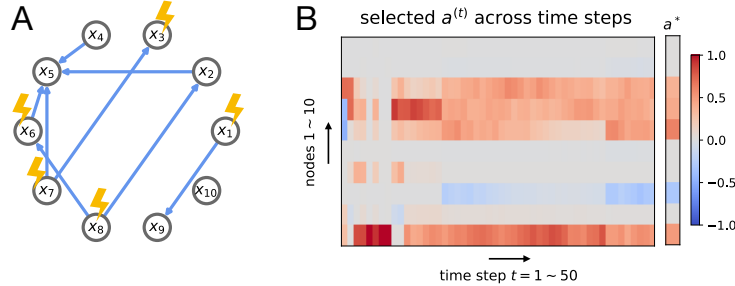 A
x₄
x₃
x₅
x₂
x₆
x₁
x₇
x₁₀
x₈
x₉
B
selected a⁽ᵗ⁾ across time steps
a*
nodes 1 ~ 10
time step t = 1 ~ 50
1.0
0.5
0.0
−0.5
−1.0